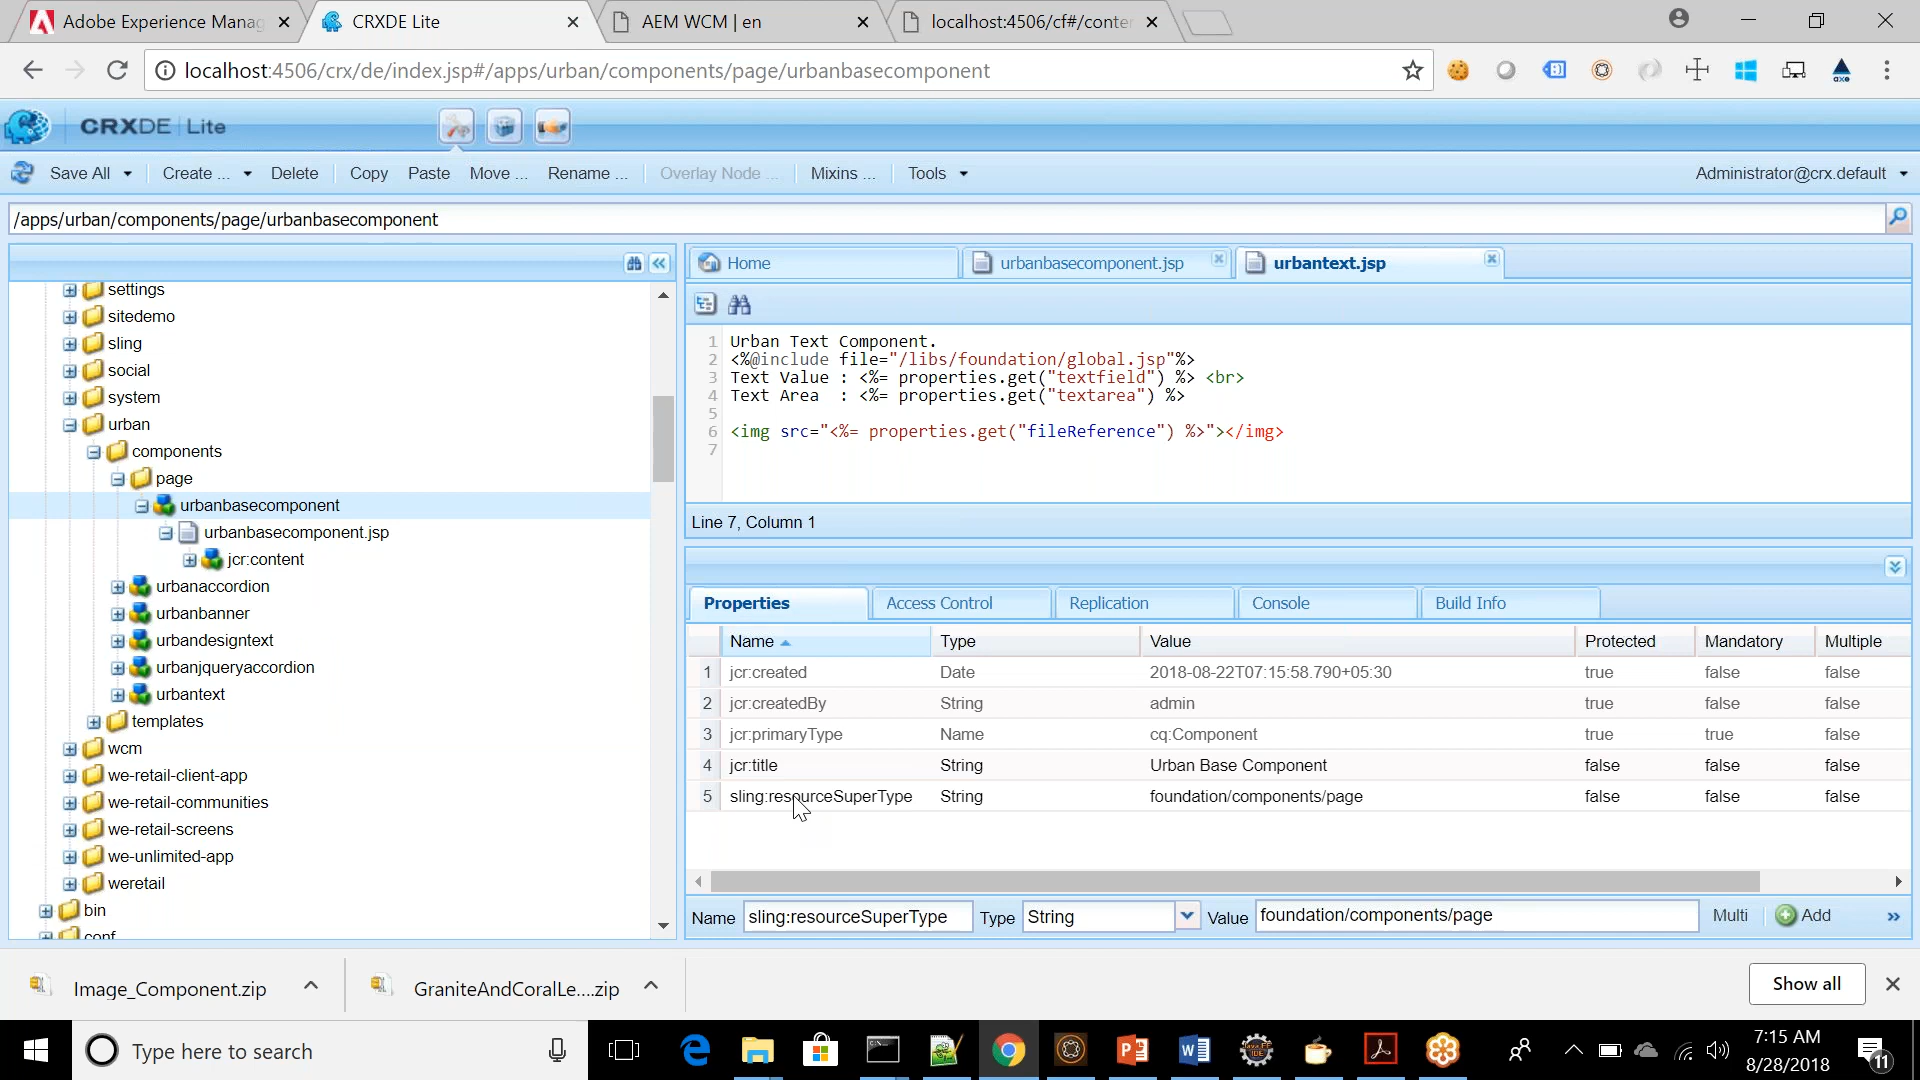 Adobe Experience Manag
CRXDE Lite
AEM WCM | en
localhost:4506/cf#/conte
localhost:4506/crx/de/index.jsp#/apps/urban/components/page/urbanbasecomponent
CRXDE | Lite
Save All
Create ...
Delete
Copy
Paste
Move ...
Rename ...
Overlay Node ...
Mixins ...
Tools
Administrator@crx.default
/apps/urban/components/page/urbanbasecomponent
settings
sitedemo
sling
social
system
urban
components
page
urbanbasecomponent
urbanbasecomponent.jsp
jcr:content
urbanaccordion
urbanbanner
urbandesigntext
urbanjqueryaccordion
urbantext
templates
wcm
we-retail-client-app
we-retail-communities
we-retail-screens
we-unlimited-app
weretail
bin
conf
Home
urbanbasecomponent.jsp
urbantext.jsp
1 Urban Text Component.
2 <%@include file="/libs/foundation/global.jsp"%>
3 Text Value : <%= properties.get("textfield") %> <br>
4 Text Area  : <%= properties.get("textarea") %>
5
6 <img src="<%= properties.get("fileReference") %>"></img>
7
Line 7, Column 1
Properties
Access Control
Replication
Console
Build Info
Name Type Value Protected Mandatory Multiple
1 jcr:created Date 2018-08-22T07:15:58.790+05:30 true false false
2 jcr:createdBy String admin true false false
3 jcr:primaryType Name cq:Component true true false
4 jcr:title String Urban Base Component false false false
5 sling:resourceSuperType String foundation/components/page false false false
Name sling:resourceSuperType Type String Value foundation/components/page Multi Add
Image_Component.zip
GraniteAndCoralLe....zip
Show all
Type here to search
7:15 AM
8/28/2018
11